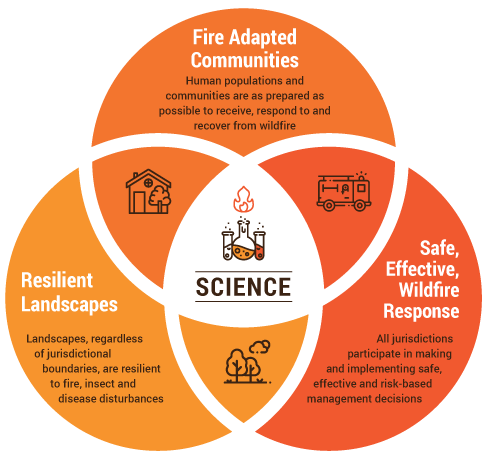 Fire Adapted
Communities
Human populations and
communities are as prepared as
possible to receive, respond to and
recover from wildfire
SCIENCE
Resilient
Landscapes
Landscapes, regardless
of jurisdictional
boundaries, are resilient
to fire, insect and
disease disturbances
Safe,
Effective,
Wildfire
Response
All jurisdictions
participate in making
and implementing safe,
effective and risk-based
management decisions